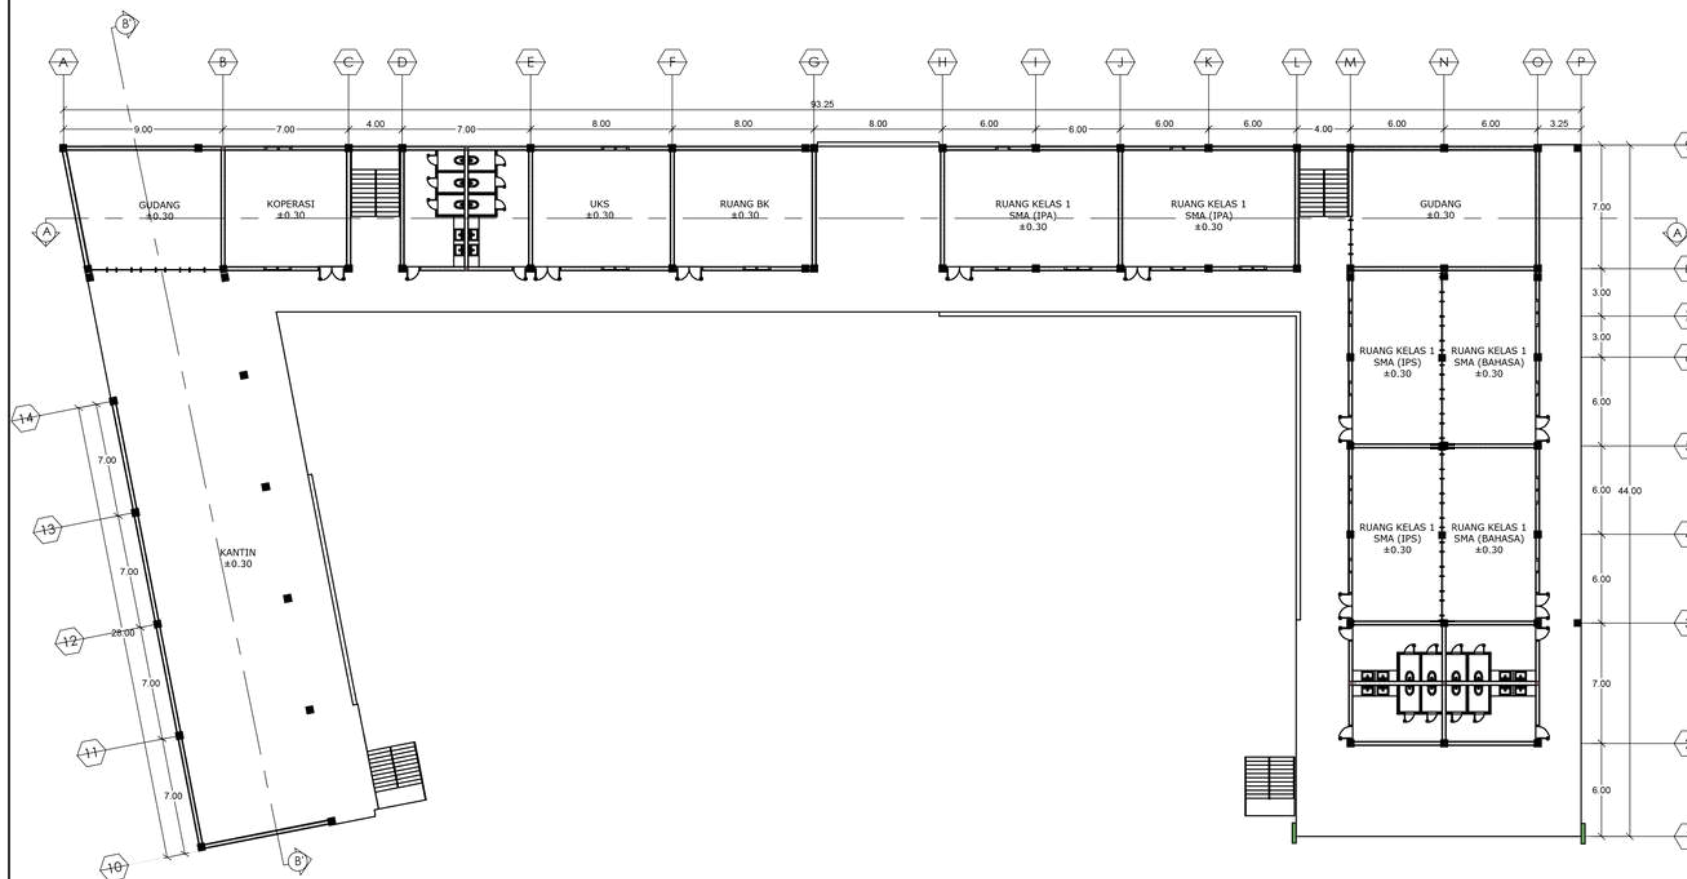 B'
A
B
C
D
E
F
G
H
I
J
K
L
M
N
O
P
93.25
9.00
7.00
4.00
7.00
8.00
8.00
8.00
6.00
6.00
6.00
6.00
4.00
6.00
6.00
3.25
GUDANG
±0.30
KOPERASI
±0.30
UKS
±0.30
RUANG BK
±0.30
RUANG KELAS 1
SMA (IPA)
±0.30
RUANG KELAS 1
SMA (IPA)
±0.30
GUDANG
±0.30
7.00
A
A
3.00
3.00
RUANG KELAS 1
SMA (IPS)
±0.30
RUANG KELAS 1
SMA (BAHASA)
±0.30
6.00
14
7.00
13
6.00
44.00
RUANG KELAS 1
SMA (IPS)
±0.30
RUANG KELAS 1
SMA (BAHASA)
±0.30
KANTIN
±0.30
7.00
6.00
12
28.00
7.00
7.00
11
7.00
6.00
10
B'